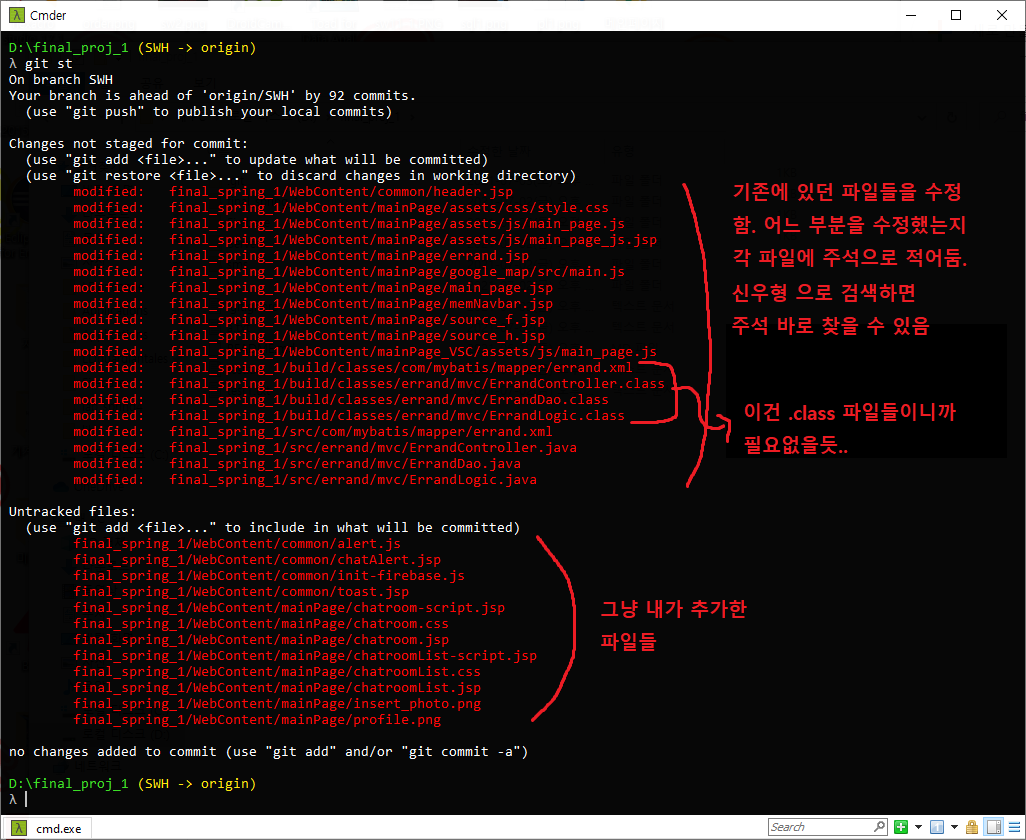 Cmder
D:\final_proj_1 (SWH -> origin)
λ git st
On branch SWH
Your branch is ahead of 'origin/SWH' by 92 commits.
(use "git push" to publish your local commits)
Changes not staged for commit:
(use "git add <file>..." to update what will be committed)
(use "git restore <file>..." to discard changes in working directory)
modified: final_spring_1/WebContent/common/header.jsp
modified: final_spring_1/WebContent/mainPage/assets/css/style.css
modified: final_spring_1/WebContent/mainPage/assets/js/main_page.js
modified: final_spring_1/WebContent/mainPage/assets/js/main_page_js.jsp
modified: final_spring_1/WebContent/mainPage/errand.jsp
modified: final_spring_1/WebContent/mainPage/google_map/src/main.js
modified: final_spring_1/WebContent/mainPage/main_page.jsp
modified: final_spring_1/WebContent/mainPage/memNavbar.jsp
modified: final_spring_1/WebContent/mainPage/source_f.jsp
modified: final_spring_1/WebContent/mainPage/source_h.jsp
modified: final_spring_1/WebContent/mainPage_VSC/assets/js/main_page.js
modified: final_spring_1/build/classes/com/mybatis/mapper/errand.xml
modified: final_spring_1/build/classes/errand/mvc/ErrandController.class
modified: final_spring_1/build/classes/errand/mvc/ErrandDao.class
modified: final_spring_1/build/classes/errand/mvc/ErrandLogic.class
modified: final_spring_1/src/com/mybatis/mapper/errand.xml
modified: final_spring_1/src/errand/mvc/ErrandController.java
modified: final_spring_1/src/errand/mvc/ErrandDao.java
modified: final_spring_1/src/errand/mvc/ErrandLogic.java
기존에 있던 파일들을 수정
함. 어느 부분을 수정했는지
각 파일에 주석으로 적어둠.
신우형 으로 검색하면
주석 바로 찾을 수 있음
이건 .class 파일들이니까
필요없을듯..
Untracked files:
(use "git add <file>..." to include in what will be committed)
final_spring_1/WebContent/common/alert.js
final_spring_1/WebContent/common/chatAlert.jsp
final_spring_1/WebContent/common/init-firebase.js
final_spring_1/WebContent/common/toast.jsp
final_spring_1/WebContent/mainPage/chatroom-script.jsp
final_spring_1/WebContent/mainPage/chatroom.css
final_spring_1/WebContent/mainPage/chatroom.jsp
final_spring_1/WebContent/mainPage/chatroomList-script.jsp
final_spring_1/WebContent/mainPage/chatroomList.css
final_spring_1/WebContent/mainPage/chatroomList.jsp
final_spring_1/WebContent/mainPage/insert_photo.png
final_spring_1/WebContent/mainPage/profile.png
그냥 내가 추가한
파일들
no changes added to commit (use "git add" and/or "git commit -a")
D:\final_proj_1 (SWH -> origin)
λ
cmd.exe
Search